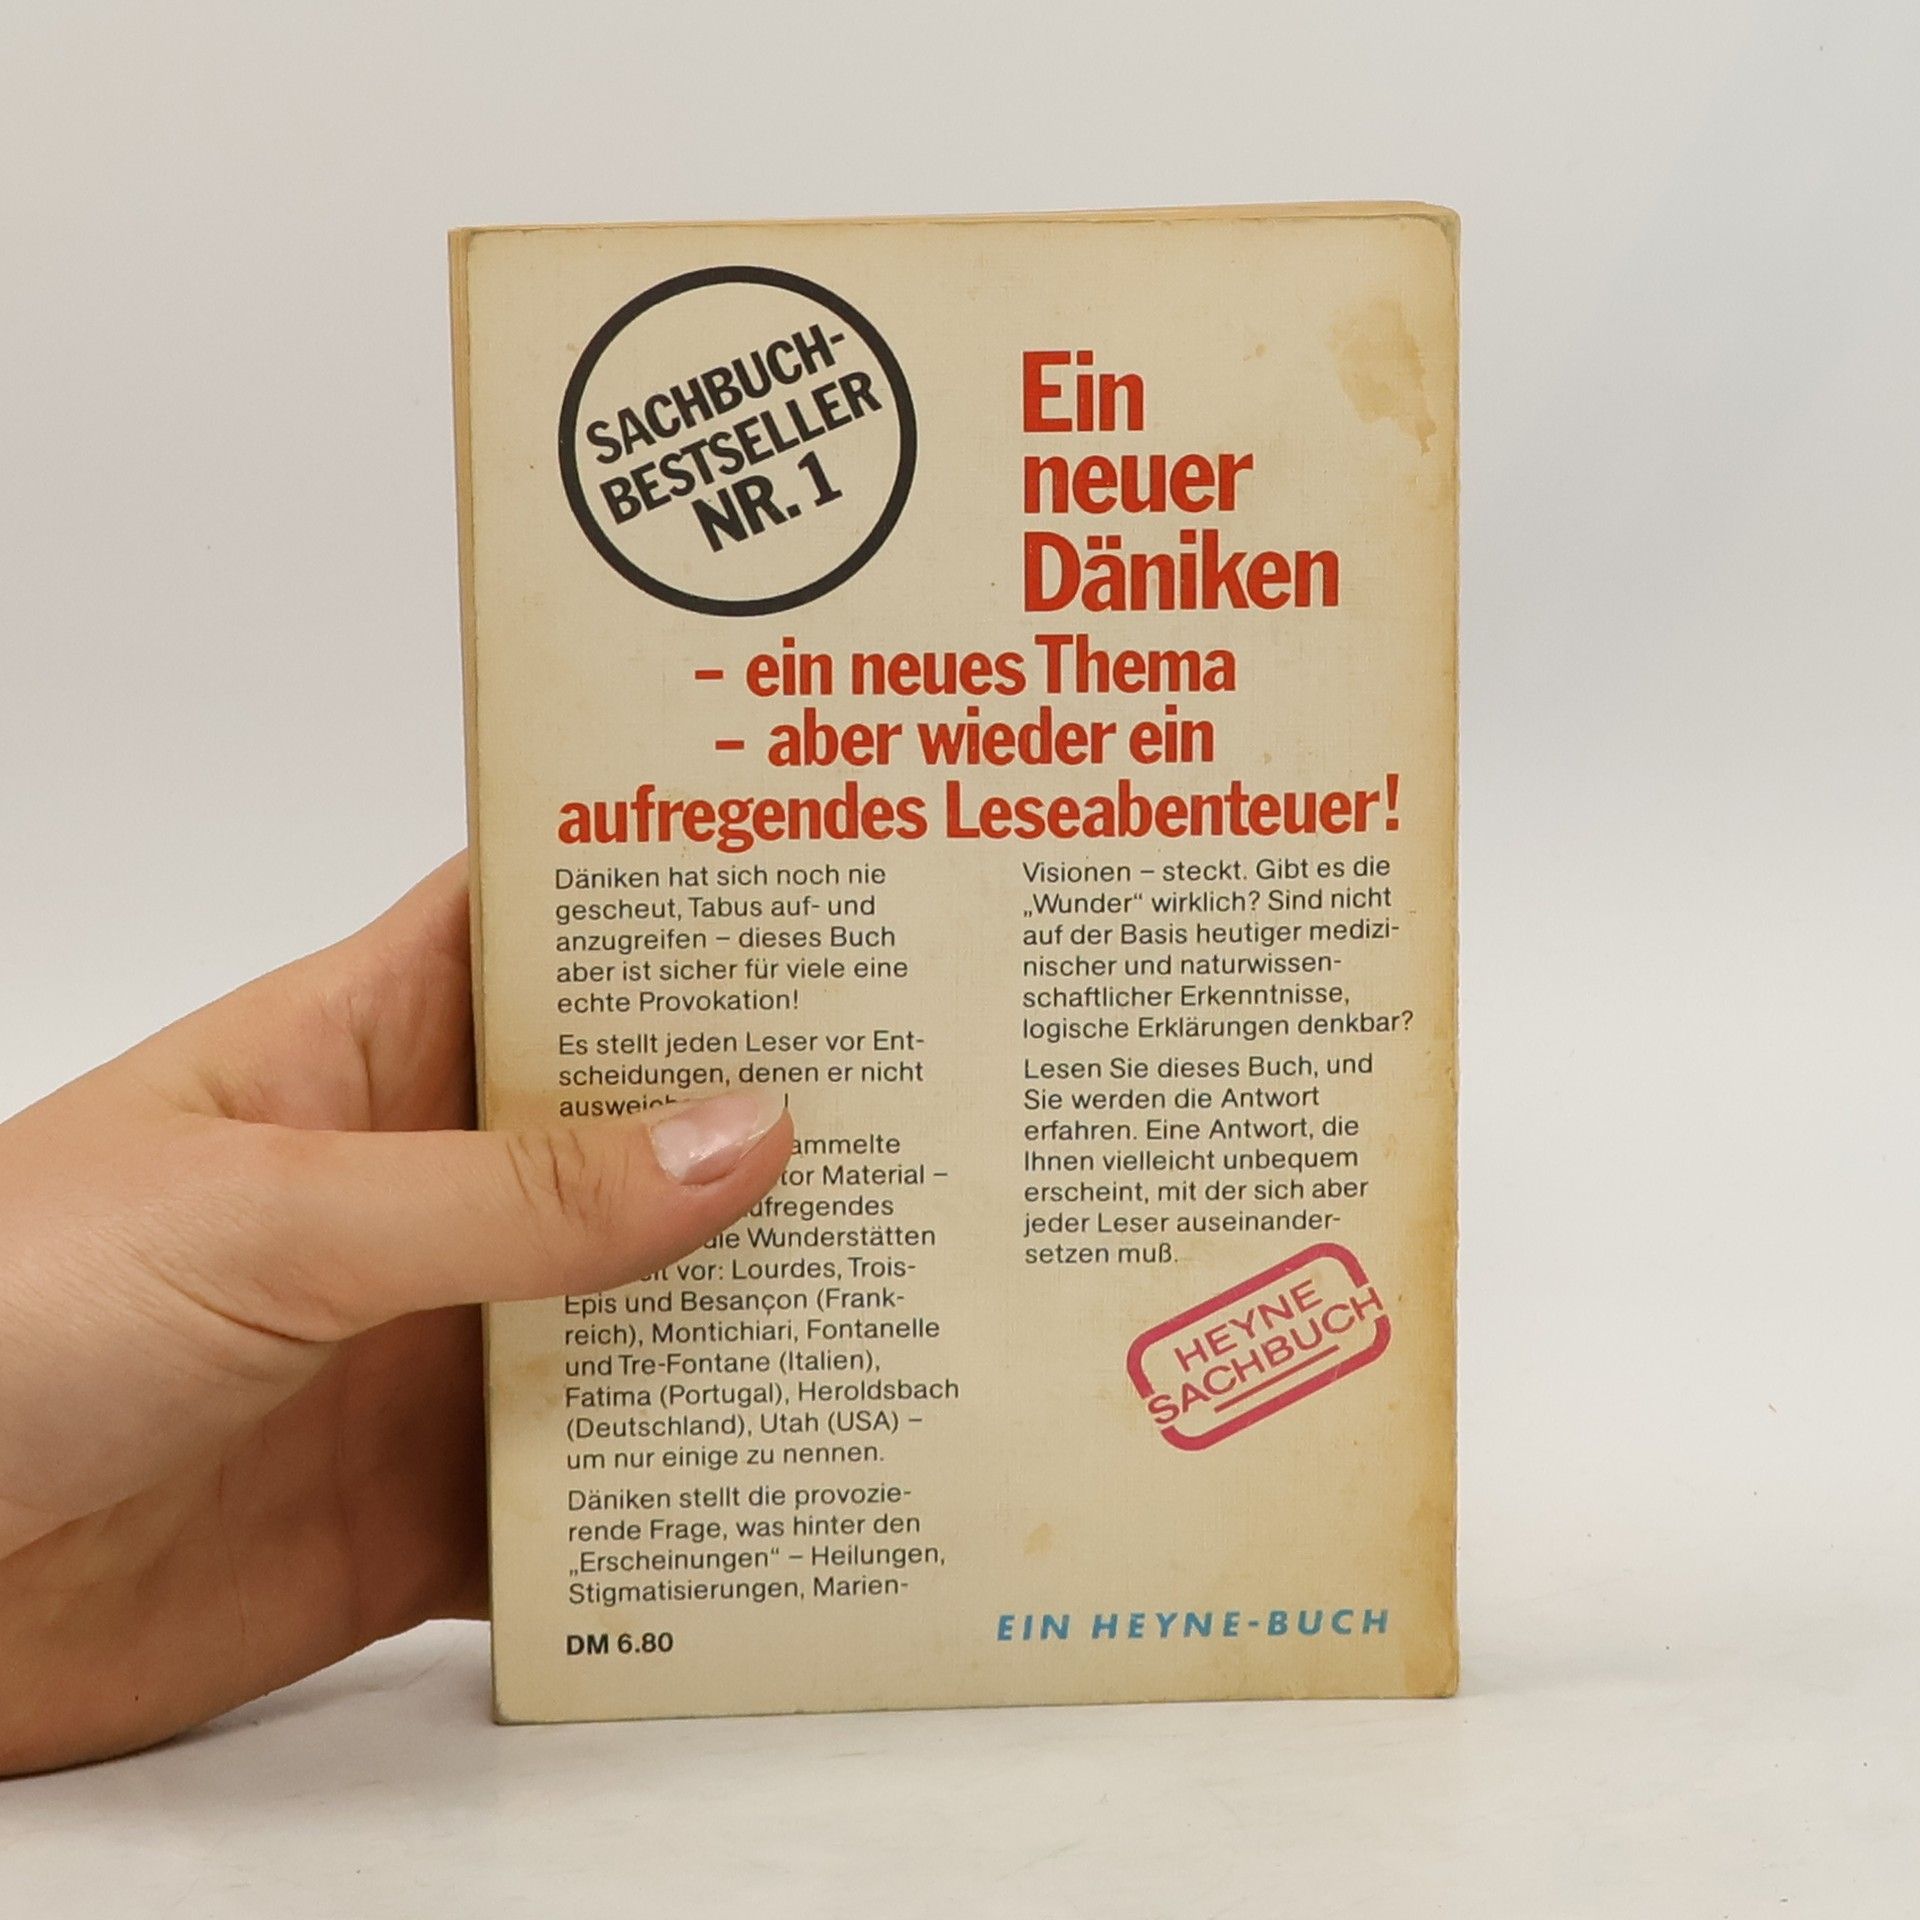 SACHBUCH-
BESTSELLER
NR. 1
Ein
neuer
Däniken
– ein neues Thema
– aber wieder ein
aufregendes Leseabenteuer!
Däniken hat sich noch nie
gescheut, Tabus auf- und
anzugreifen – dieses Buch
aber ist sicher für viele eine
echte Provokation!
Es stellt jeden Leser vor Ent-
scheidungen, denen er nicht
Material –
die Wunderstätten
vor: Lourdes, Trois-
Epis und Besançon (Frank-
reich), Montichiari, Fontanelle
und Tre-Fontane (Italien),
Fatima (Portugal), Heroldsbach
(Deutschland), Utah (USA) –
um nur einige zu nennen.
Däniken stellt die provozie-
rende Frage, was hinter den
„Erscheinungen“ – Heilungen,
Stigmatisierungen, Marien-
Visionen – steckt. Gibt es die
„Wunder“ wirklich? Sind nicht
auf der Basis heutiger medizi-
nischer und naturwissen-
schaftlicher Erkenntnisse,
logische Erklärungen denkbar?
Lesen Sie dieses Buch, und
Sie werden die Antwort
erfahren. Eine Antwort, die
Ihnen vielleicht unbequem
erscheint, mit der sich aber
jeder Leser auseinander-
setzen muß.
HEYNE
SACHBUCH
DM 6.80
EIN HEYNE-BUCH